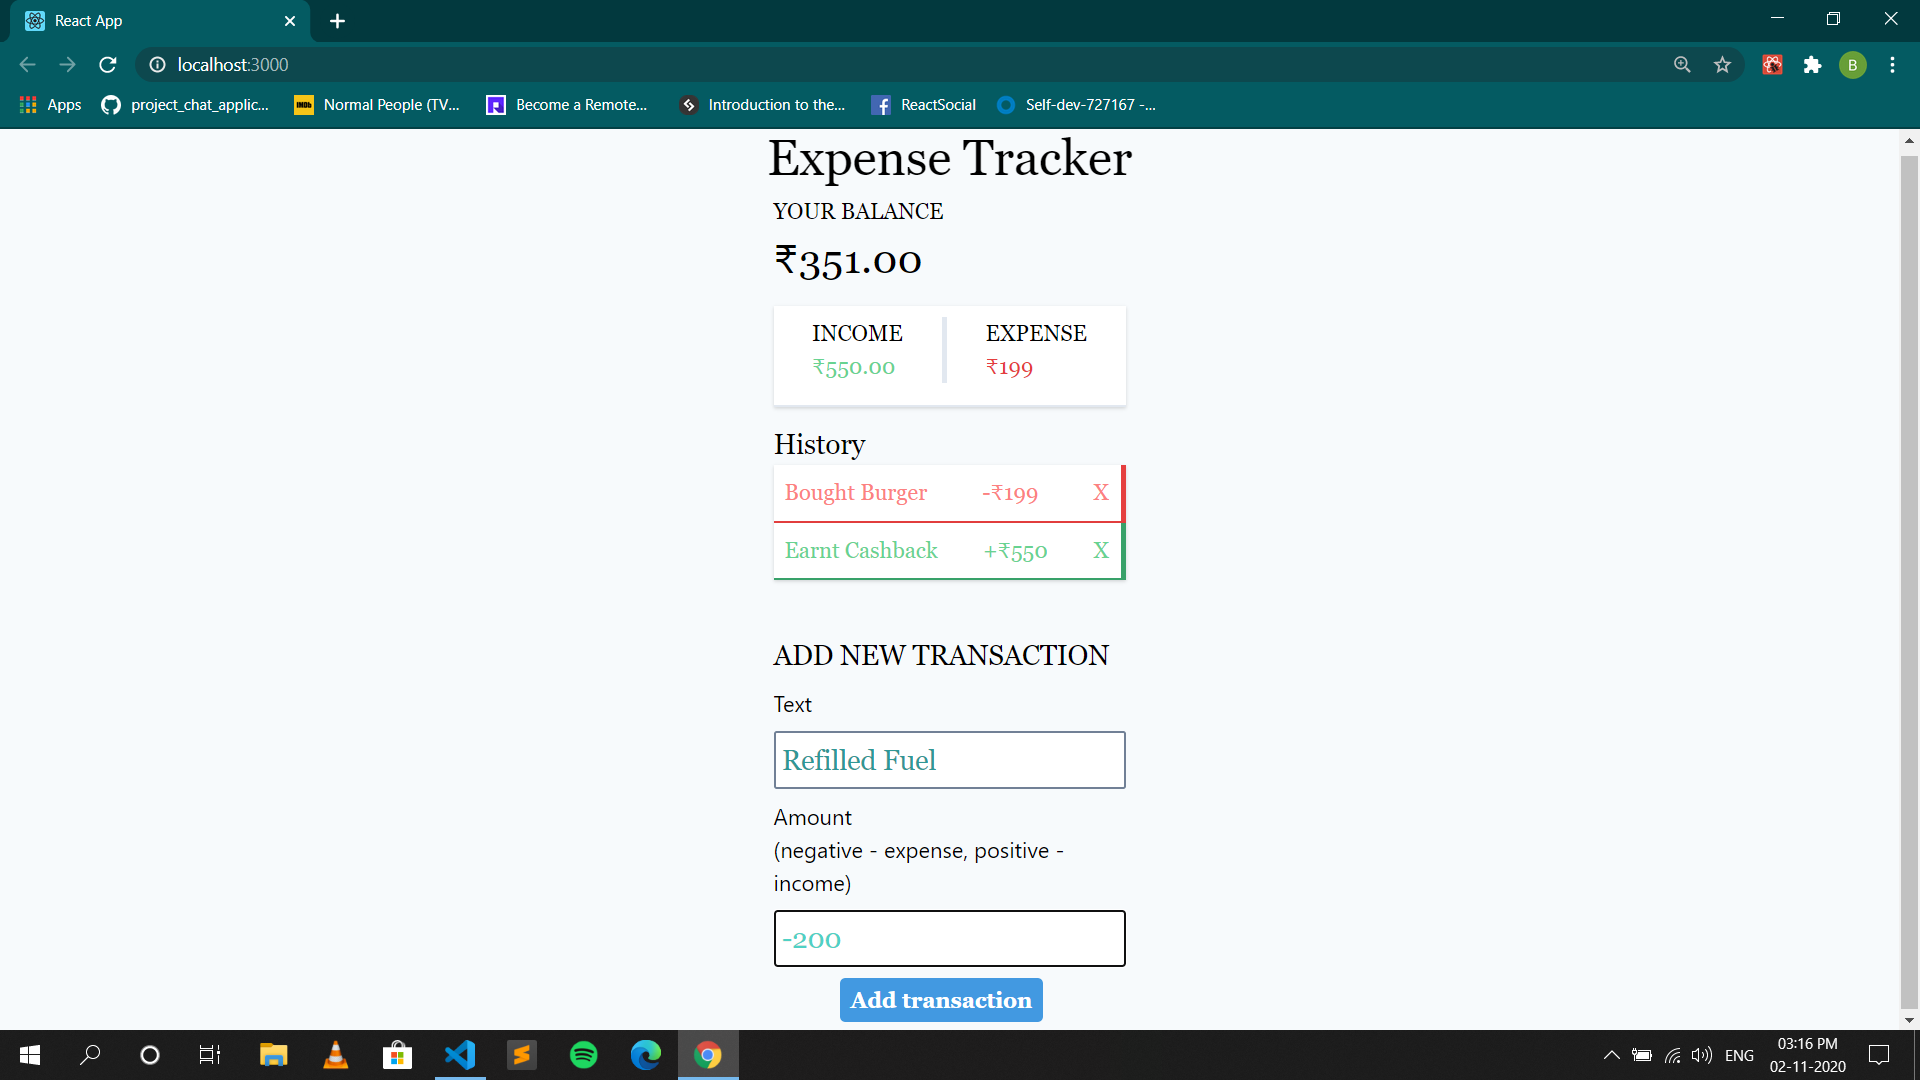 React App
localhost:3000
B
Apps
project_chat_applic...
IMDb
Normal People (TV...
Become a Remote...
Introduction to the...
ReactSocial
Self-dev-727167 -...
Expense Tracker
YOUR BALANCE
₹351.00
INCOME EXPENSE
₹550.00 ₹199
History
Bought Burger -₹199 X
Earnt Cashback +₹550 X
ADD NEW TRANSACTION
Text
Refilled Fuel
Amount
(negative - expense, positive -
income)
-200
Add transaction
ENG
03:16 PM
02-11-2020